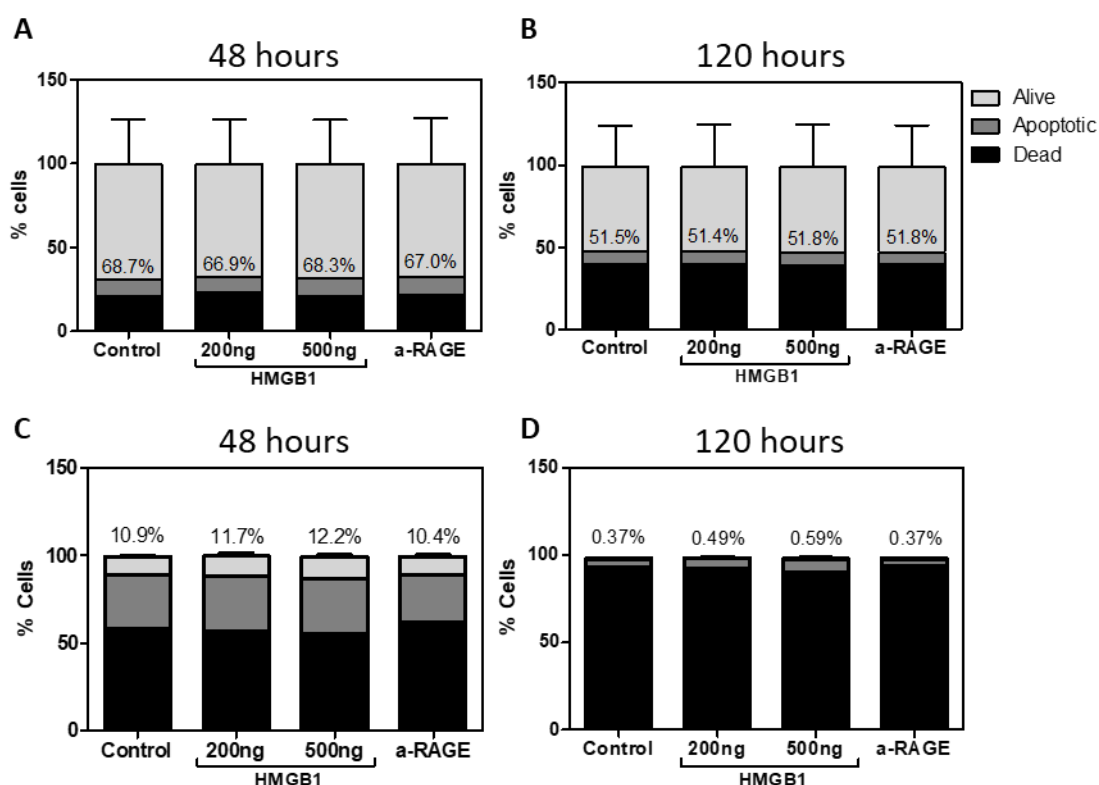 A
48 hours
150
100
50
0
% cells
68.7%
66.9%
68.3%
67.0%
Control
200ng
500ng
a-RAGE
HMGB1
B
120 hours
150
100
50
0
% cells
51.5%
51.4%
51.8%
51.8%
Control
200ng
500ng
a-RAGE
HMGB1
Alive
Apoptotic
Dead
C
48 hours
150
100
50
0
% Cells
10.9%
11.7%
12.2%
10.4%
Control
200ng
500ng
a-RAGE
HMGB1
D
120 hours
150
100
50
0
% Cells
0.37%
0.49%
0.59%
0.37%
Control
200ng
500ng
a-RAGE
HMGB1